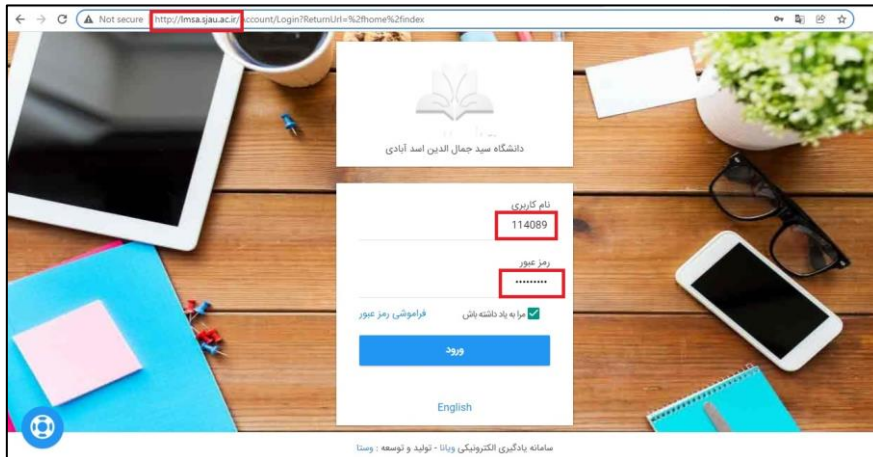 Not secure | http://lmsa.sjau.ac.ir/account/Login?ReturnUrl=%2fhome%2findex
دانشگاه سید جمال الدین اسد آبادی
نام کاربری
114089
رمز عبور
•••••••••
مرا به یاد داشته باش فراموشی رمز عبور
ورود
English
سامانه یادگیری الکترونیکی ویانا - تولید و توسعه : وستا